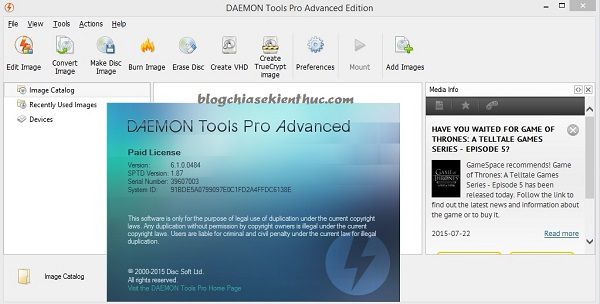 DAEMON Tools Pro Advanced Edition
File View Tools Actions Help
Edit Image
Convert
Image
Make Disc
Image
Burn Image
Erase Disc
Create VHD
Create
TrueCrypt
image
Preferences
Mount
Add Images
Image Catalog
Recently Used Images
Devices
blogchiasekienthuc.com
DAEMON Tools Pro Advanced
Paid License
Version: 6.1.0.0484
SPTD Version: 1.87
Serial Number: 39607003
System ID: 91BDE5A0799097E0C1FD2A4FFDC6138E
This software is only for the purpose of legal use of duplication under the current copyright
laws. Any duplication without permission by copyright owners is illegal under the current
copyright laws. Users are liable for criminal and civil penalty under the current law for illegal
duplication.
© 2000-2015 Disc Soft Ltd.
All rights reserved.
Visit the DAEMON Tools Pro Home Page
Media Info
HAVE YOU WAITED FOR GAME OF
THRONES: A TELLTALE GAMES
SERIES - EPISODE 5?
GAME OF
THRONES
GameSpace recommends! Game
of Thrones: A Telltale Games
Series - Episode 5 has been
released today. Follow the link to
find out the latest news and information
about the game or to buy it.
2015-07-22
Read more
Image Catalog